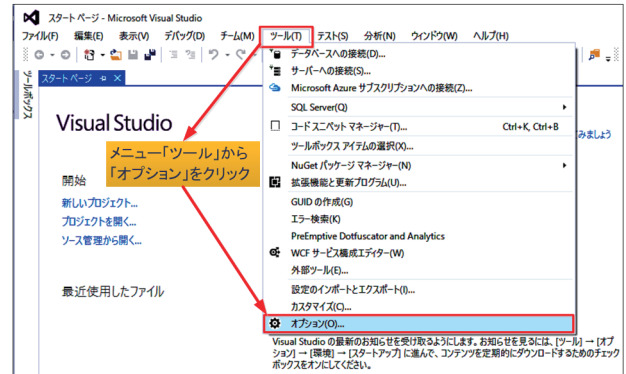 スタート ページ - Microsoft Visual Studio
ファイル(F) 編集(E) 表示(V) デバッグ(D) チーム(M) ツール(T) テスト(S) 分析(N) ウィンドウ(W) ヘルプ(H)
ツールボックス
スタート ページ
Visual Studio
メニュー「ツール」から
「オプション」をクリック
開始
新しいプロジェクト...
プロジェクトを開く...
ソース管理から開く...
最近使用したファイル
データベースへの接続(D)...
サーバーへの接続(S)...
Microsoft Azure サブスクリプションへの接続(Z)...
SQL Server(Q)
コード スニペット マネージャー(T)... Ctrl+K, Ctrl+B
ツールボックス アイテムの選択(X)...
NuGet パッケージ マネージャー(N)
拡張機能と更新プログラム(U)...
GUID の作成(G)
エラー検索(K)
PreEmptive Dotfuscator and Analytics
WCF サービス構成エディター(W)
外部ツール(E)...
設定のインポートとエクスポート(I)...
カスタマイズ(C)...
オプション(O)...
みましょう
Visual Studio の最新のお知らせを受け取るようにします。お知らせを見るには、[ツール] → [オプ
ション] → [環境] → [スタートアップ] に進んで、コンテンツを定期的にダウンロードするためのチェック
ボックスをオンにしてください。